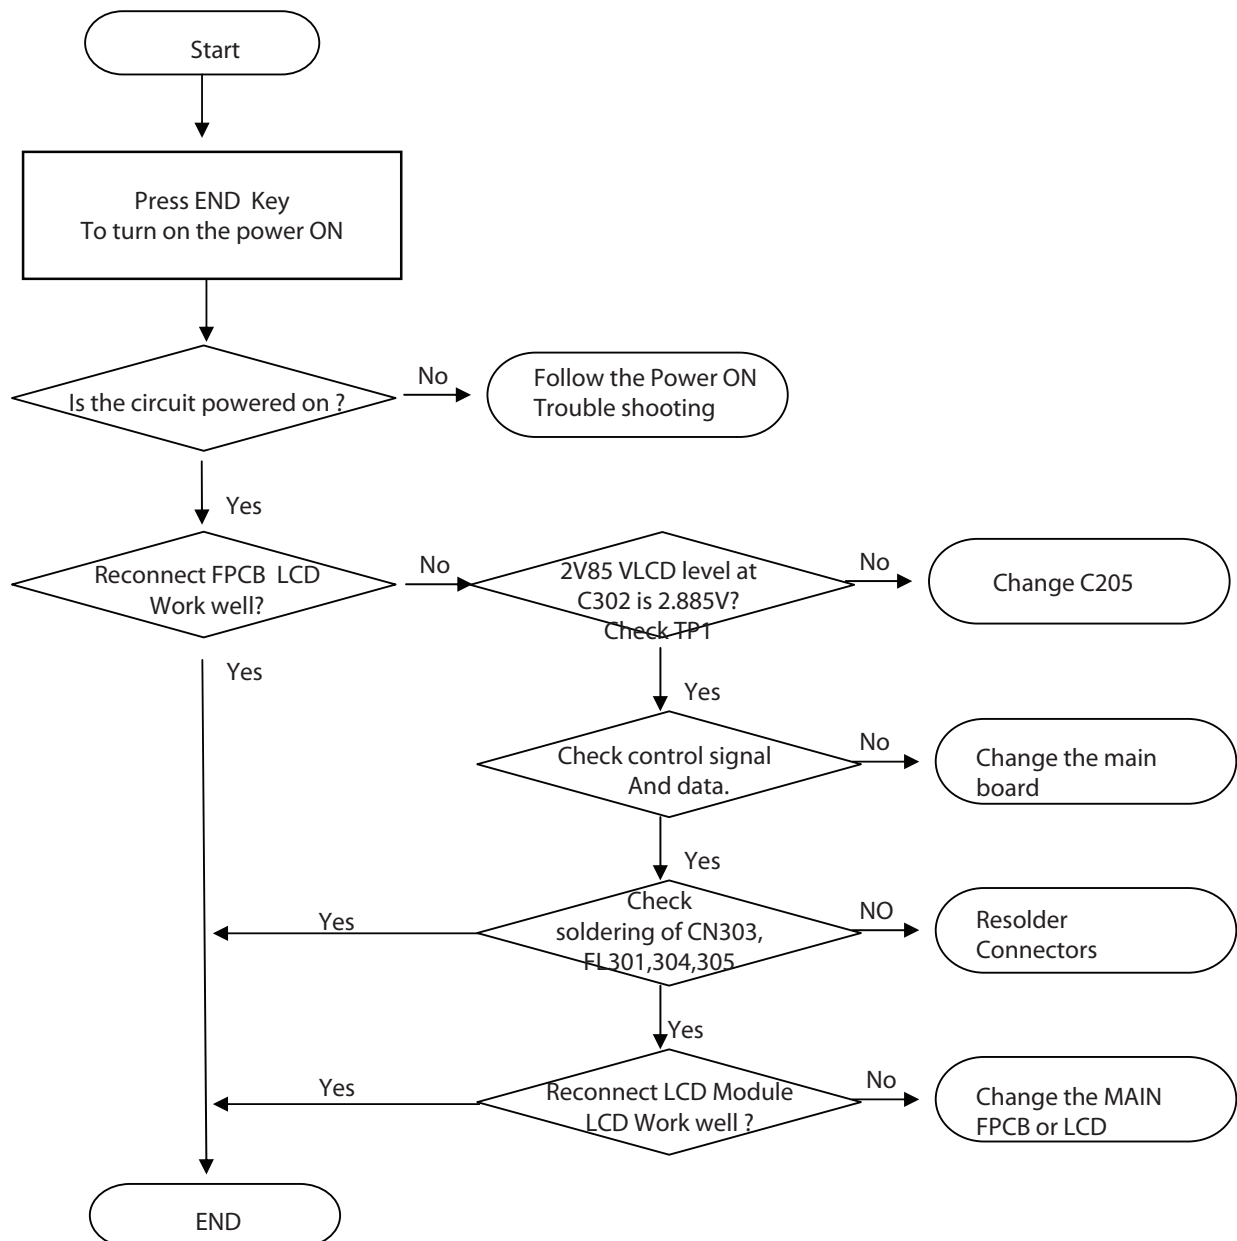 Start
Press END Key
To turn on the power ON
Is the circuit powered on ?
No
Follow the Power ON
Trouble shooting
Yes
Reconnect FPCB LCD
Work well?
No
2V85 VLCD level at
C302 is 2.885V?
Check TP1
No
Change C205
Yes
Yes
Check control signal
And data.
No
Change the main
board
Yes
Check
soldering of CN303,
FL301,304,305
Yes
NO
Resolder
Connectors
Yes
Reconnect LCD Module
LCD Work well ?
Yes
No
Change the MAIN
FPCB or LCD
END